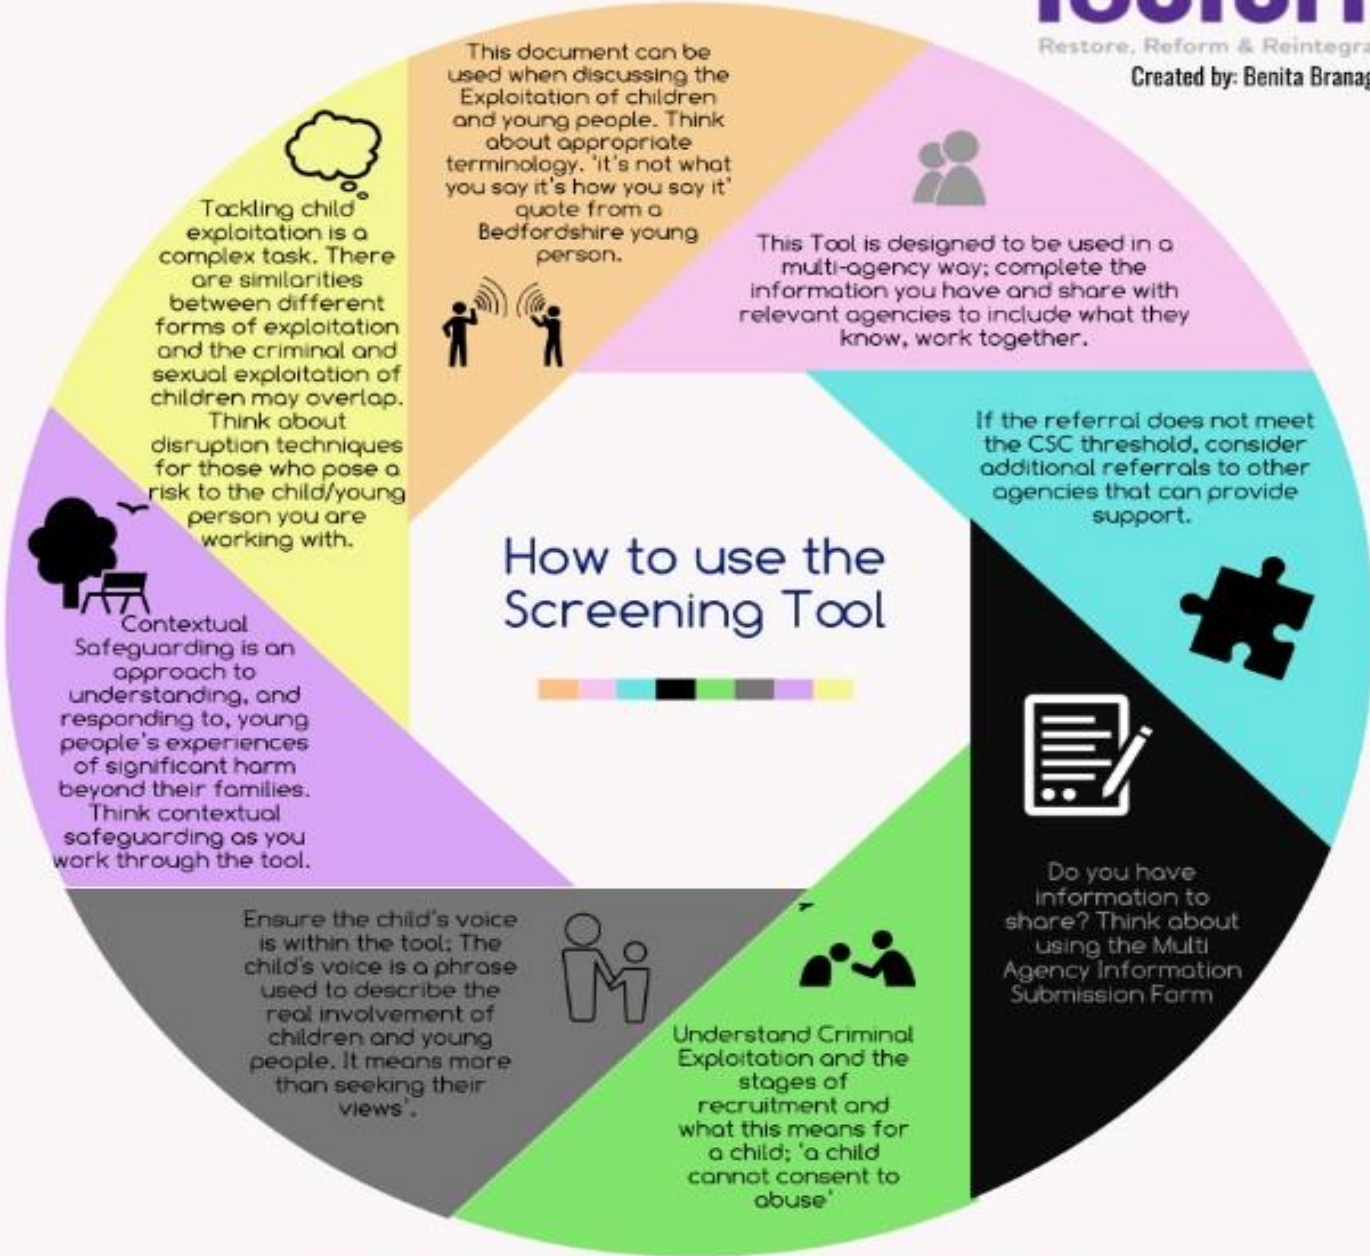 Restore, Reform & Reintegra
Created by: Benita Branag
This document can be
used when discussing the
Exploitation of children
and young people. Think
about appropriate
terminology. 'it's not what
you say it's how you say it'
quote from a
Bedfordshire young
person.
This Tool is designed to be used in a
multi-agency way; complete the
information you have and share with
relevant agencies to include what they
know, work together.
If the referral does not meet
the CSC threshold, consider
additional referrals to other
agencies that can provide
support.
Do you have
information to
share? Think about
using the Multi
Agency Information
Submission Form
Understand Criminal
Exploitation and the
stages of
recruitment and
what this means for
a child; 'a child
cannot consent to
abuse'
Ensure the child's voice
is within the tool; The
child's voice is a phrase
used to describe the
real involvement of
children and young
people. It means more
than seeking their
views'.
Contextual
Safeguarding is an
approach to
understanding, and
responding to, young
people's experiences
of significant harm
beyond their families.
Think contextual
safeguarding as you
work through the tool.
Tackling child
exploitation is a
complex task. There
are similarities
between different
forms of exploitation
and the criminal and
sexual exploitation of
children may overlap.
Think about
disruption techniques
for those who pose a
risk to the child/young
person you are
working with.
How to use the
Screening Tool